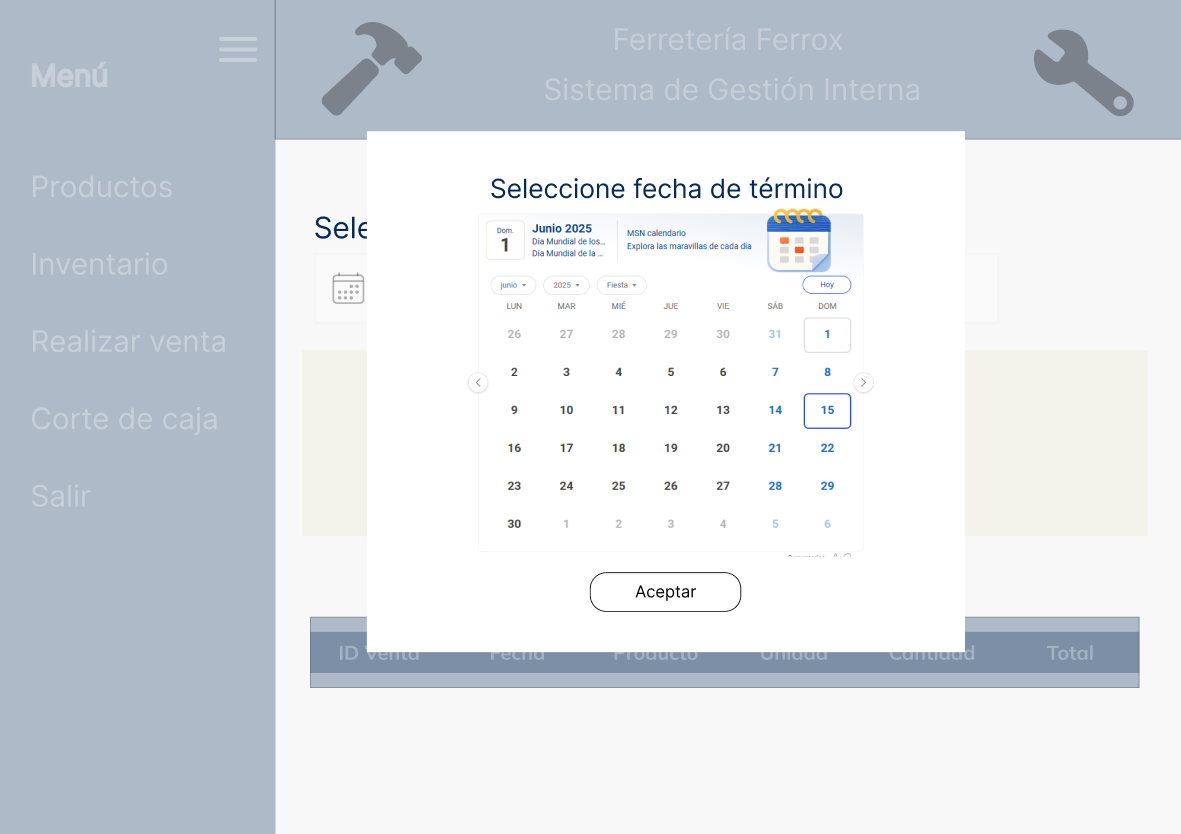 Menú
Productos
Inventario
Realizar venta
Corte de caja
Salir
Ferretería Ferrox
Sistema de Gestión Interna
Sele
Seleccione fecha de término
Dom.
1
Junio 2025
Día Mundial de los...
Día Mundial de la ...
MSN calendario
Explora las maravillas de cada día
junio 2025 Fiesta Hoy
LUN MAR MIÉ JUE VIE SÁB DOM
26 27 28 29 30 31 1
2 3 4 5 6 7 8
9 10 11 12 13 14 15
16 17 18 19 20 21 22
23 24 25 26 27 28 29
30 1 2 3 4 5 6
Aceptar
ID Venta Fecha Producto Unidad Cantidad Total